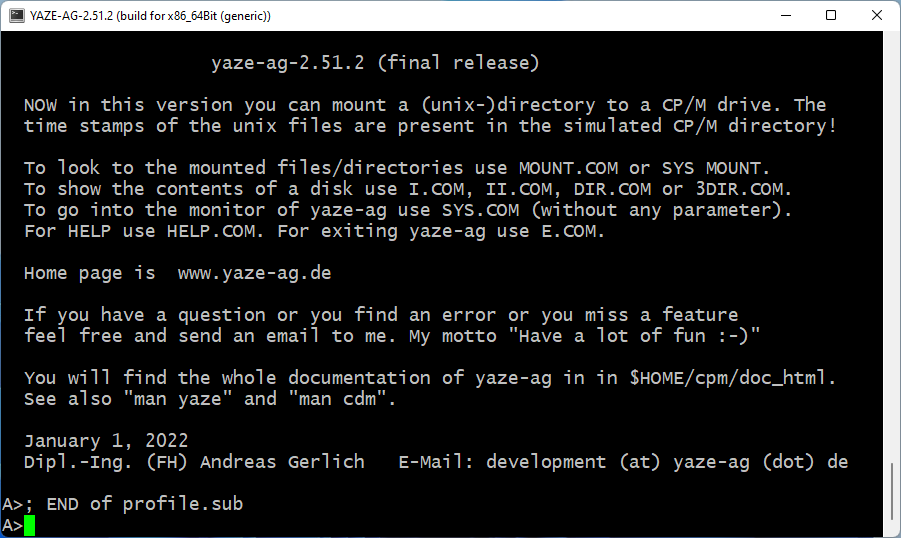 YAZE-AG-2.51.2 (build for x86_64Bit (generic))
yaze-ag-2.51.2 (final release)
NOW in this version you can mount a (unix-)directory to a CP/M drive. The
time stamps of the unix files are present in the simulated CP/M directory!
To look to the mounted files/directories use MOUNT.COM or SYS MOUNT.
To show the contents of a disk use I.COM, II.COM, DIR.COM or 3DIR.COM.
To go into the monitor of yaze-ag use SYS.COM (without any parameter).
For HELP use HELP.COM. For exiting yaze-ag use E.COM.
Home page is  www.yaze-ag.de
If you have a question or you find an error or you miss a feature
feel free and send an email to me. My motto "Have a lot of fun :-)"
You will find the whole documentation of yaze-ag in in $HOME/cpm/doc_html.
See also "man yaze" and "man cdm".
January 1, 2022
Dipl.-Ing. (FH) Andreas Gerlich   E-Mail: development (at) yaze-ag (dot) de
A>; END of profile.sub
A>